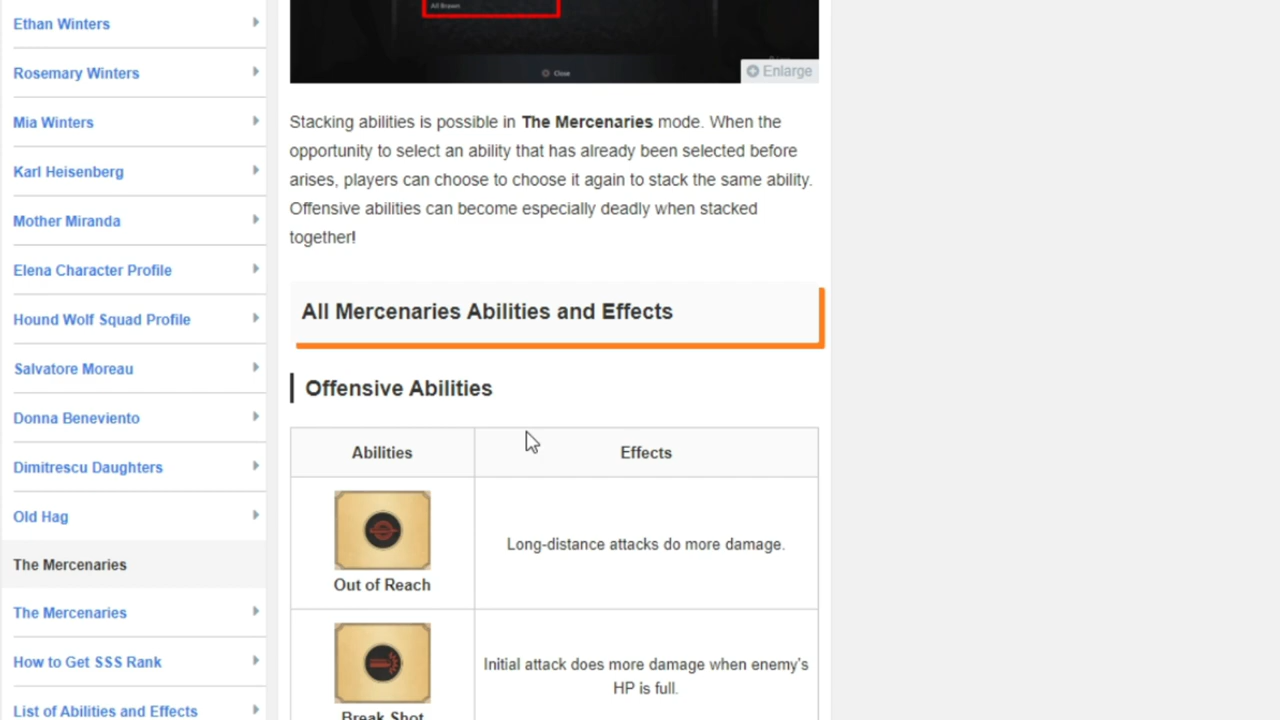 Ethan Winters
Rosemary Winters
Mia Winters
Karl Heisenberg
Mother Miranda
Elena Character Profile
Hound Wolf Squad Profile
Salvatore Moreau
Donna Beneviento
Dimitrescu Daughters
Old Hag
The Mercenaries
The Mercenaries
How to Get SSS Rank
List of Abilities and Effects
All Brawn
Close
Enlarge
Stacking abilities is possible in The Mercenaries mode. When the
opportunity to select an ability that has already been selected before
arises, players can choose to choose it again to stack the same ability.
Offensive abilities can become especially deadly when stacked
together!
All Mercenaries Abilities and Effects
Offensive Abilities
Abilities
Effects
Out of Reach
Long-distance attacks do more damage.
Break Shot
Initial attack does more damage when enemy's
HP is full.